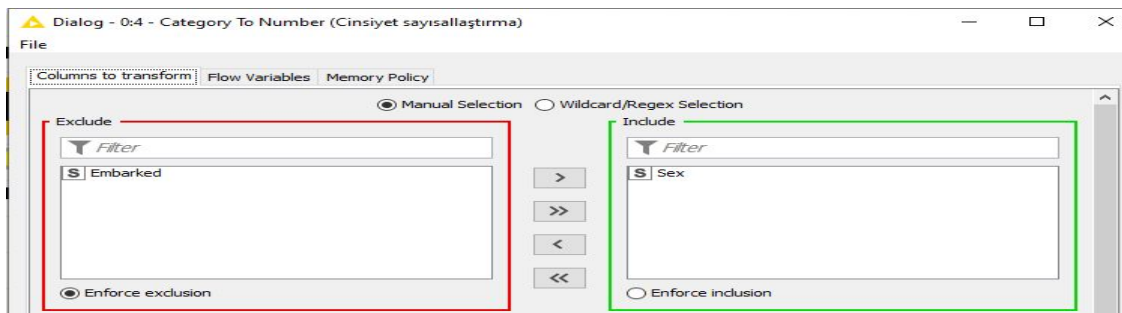 Dialog - 0:4 - Category To Number (Cinsiyet sayısallaştırma)
File
Columns to transform Flow Variables Memory Policy
Manual Selection Wildcard/Regex Selection
Exclude Include
Filter Filter
S Embarked S Sex
>
>>
<
<<
Enforce exclusion Enforce inclusion